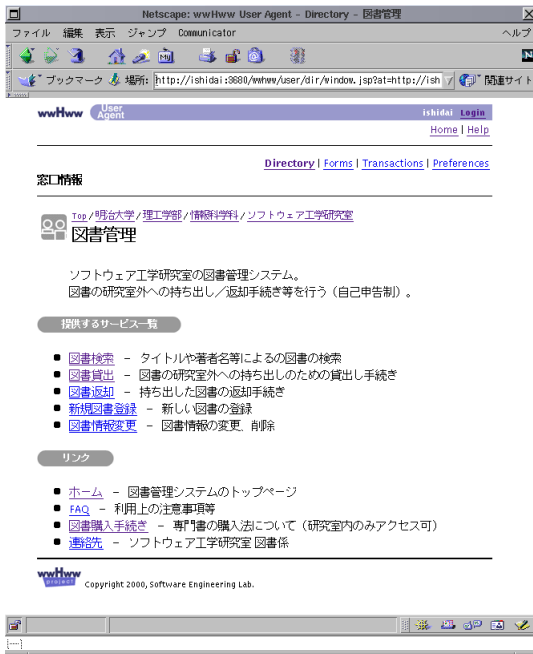 Netscape: wwHww User Agent - Directory - 図書管理
ファイル 編集 表示 ジャンプ Communicator ヘルプ
ブックマーク 場所: http://ishidai:3680/wwhww/user/dir/window.jsp?at=http://ish 関連サイト
wwHww User Agent ishidai Login
Home | Help
Directory | Forms | Transactions | Preferences
窓口情報
Top/明治大学/理工学部/情報科学科/ソフトウェア工学研究室
図書管理
ソフトウェア工学研究室の図書管理システム。
図書の研究室外への持ち出し/返却手続き等を行う(自己申告制)。
提供するサービス一覧
図書検索 - タイトルや著者名等によるの図書の検索
図書貸出 - 図書の研究室外への持ち出しのための貸出し手続き
図書返却 - 持ち出した図書の返却手続き
新規図書登録 - 新しい図書の登録
図書情報変更 - 図書情報の変更, 削除
リンク
ホーム - 図書管理システムのトップページ
FAQ - 利用上の注意事項等
図書購入手続き - 専門書の購入法について(研究室内のみアクセス可)
連絡先 - ソフトウェア工学研究室 図書係
wwHww project Copyright 2000, Software Engineering Lab.